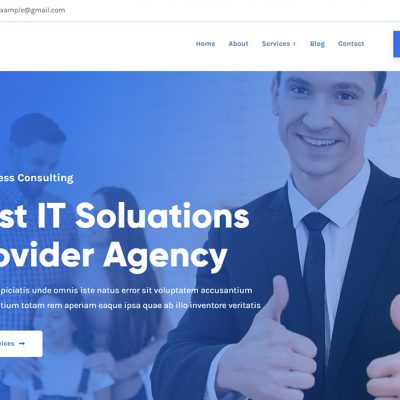 xample@gmail.com
Home About Services + Blog Contact
ess Consulting
st IT Soluations
ovider Agency
piciatis unde omnis iste natus error sit voluptatem accusantium
tium totam rem aperiam eaque ipsa quae ab illo inventore veritatis
vices →